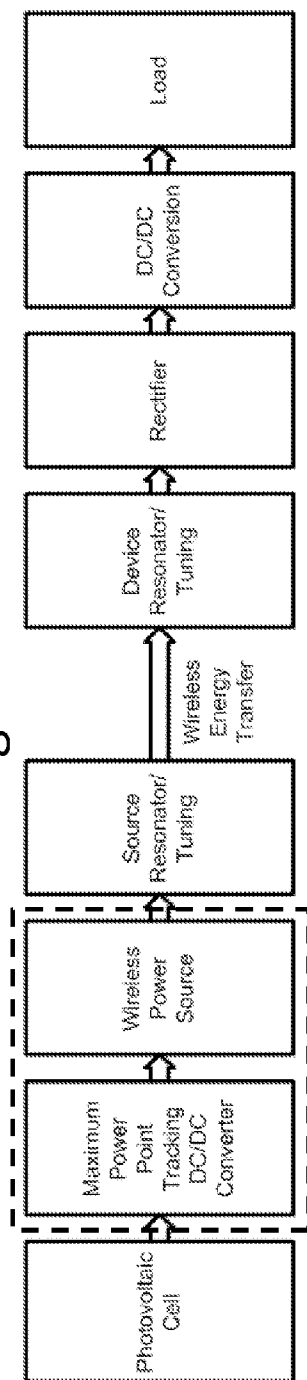 Photovoltaic
Cell
Maximum
Power
Point
Tracking
DC/DC
Converter
Wireless
Power
Source
Source
Resonator/
Tuning
Wireless
Energy
Transfer
Device
Resonator/
Tuning
Rectifier
DC/DC
Conversion
Load